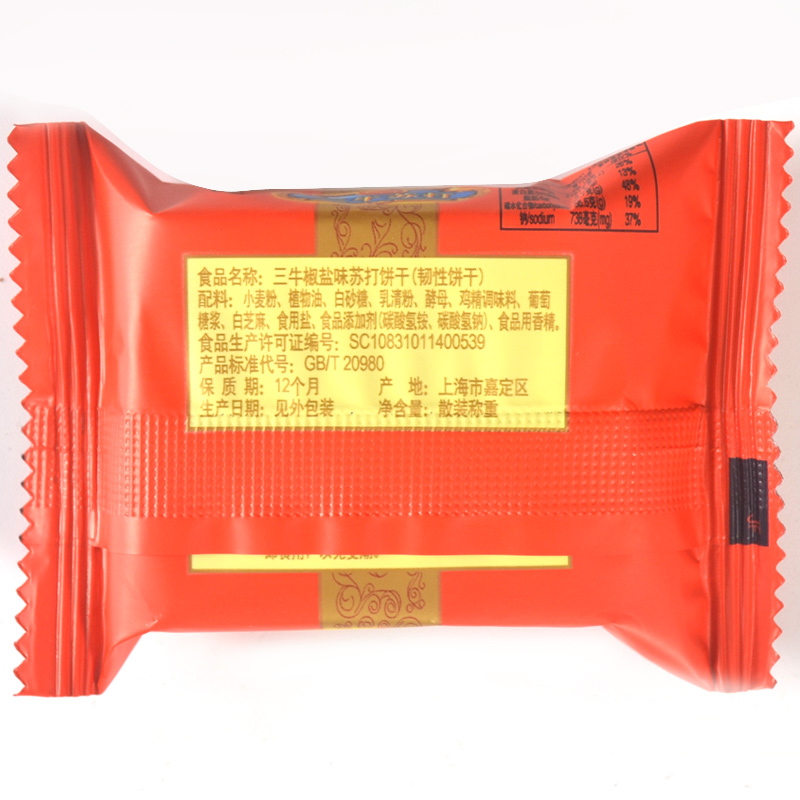 13%
48%
19%
钠/sodium 738毫克(mg) 37%
食品名称：三牛椒盐味苏打饼干(韧性饼干)
配料：小麦粉、植物油、白砂糖、乳清粉、酵母、鸡精调味料、葡萄
糖浆、白芝麻、食用盐、食品添加剂(碳酸氢铵、碳酸氢钠)、食品用香精。
食品生产许可证编号：SC10831011400539
产品标准代号：GB/T 20980
保 质 期：12个月 产 地：上海市嘉定区
生产日期：见外包装 净含量：散装称重